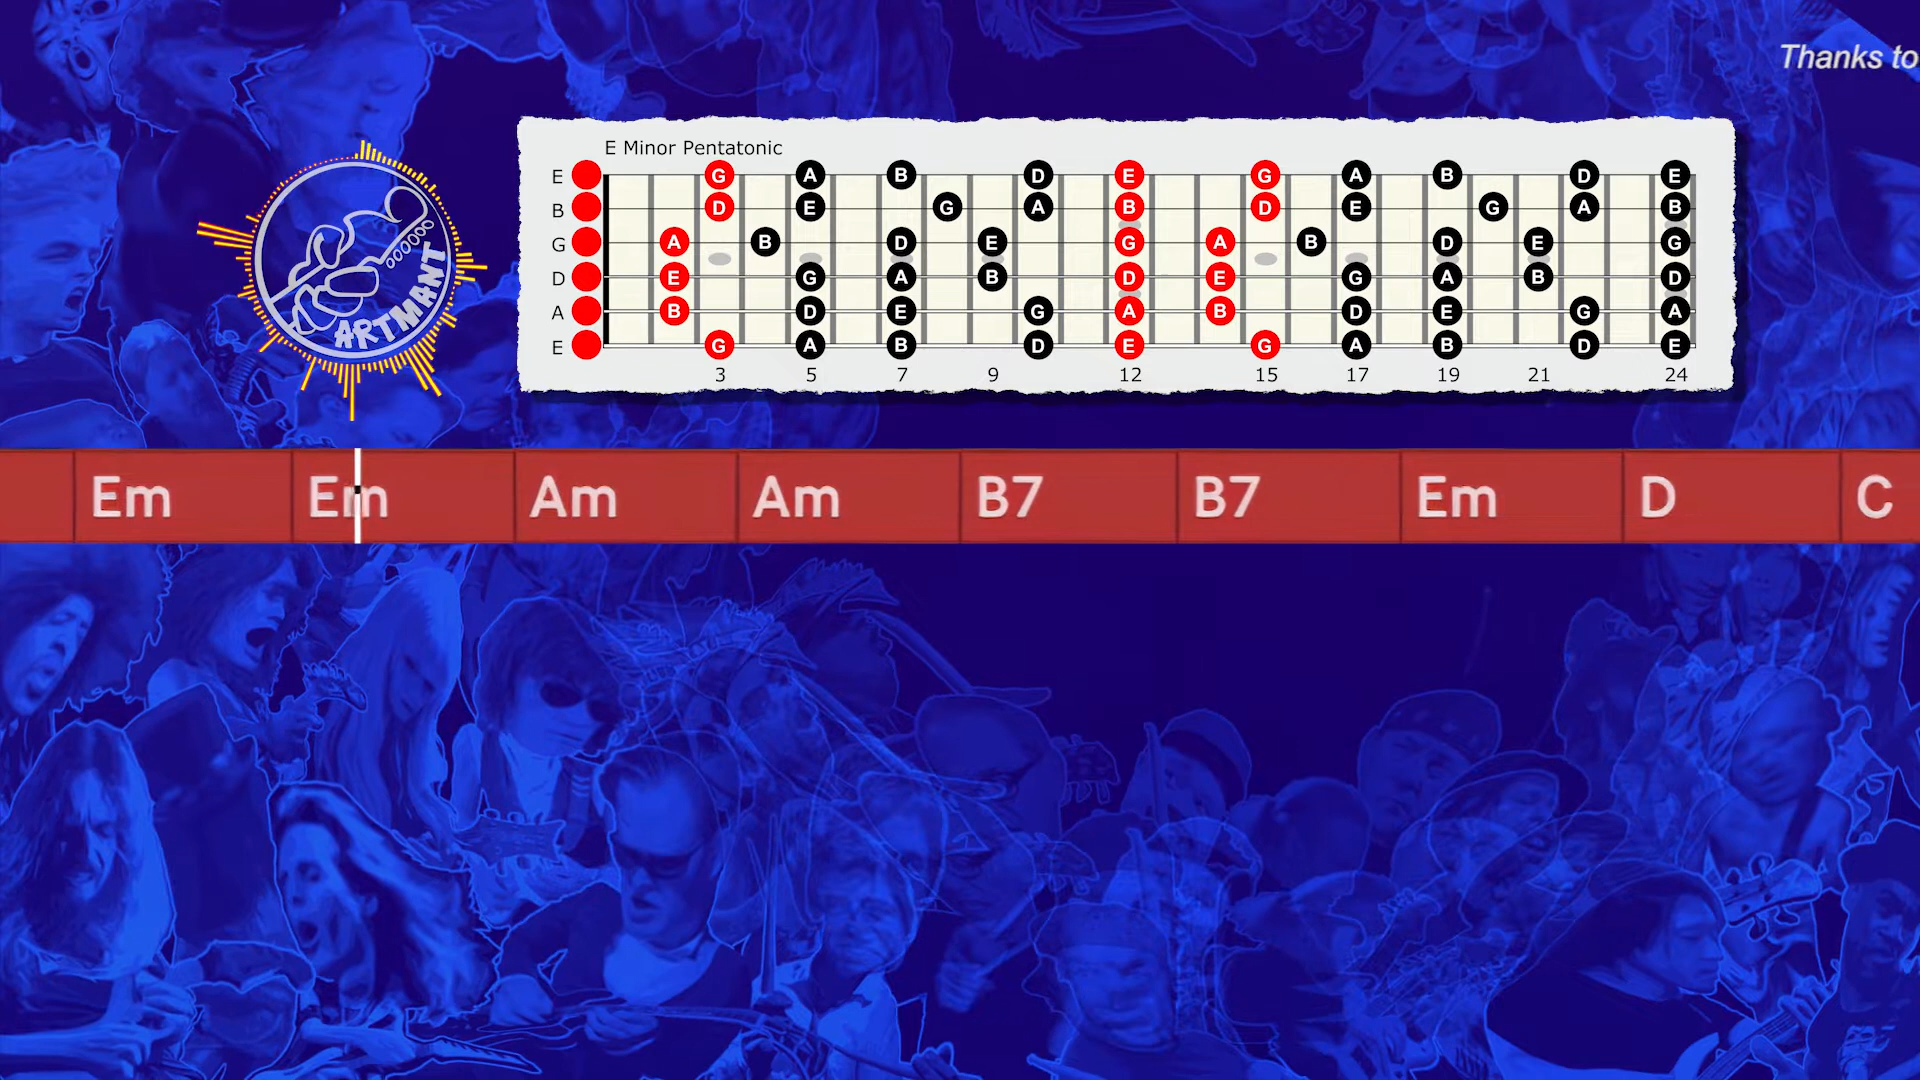 Thanks to
E Minor Pentatonic
E G A B D E G A B D E
B D E G A B D E G A B
G A B D E G A B D E G
D E G A B D E G A B D
A B D E G A B D E G A
E G A B D E G A B D E
3 5 7 9 12 15 17 19 21 24
ARTMANT
Em Em Am Am B7 B7 Em D C